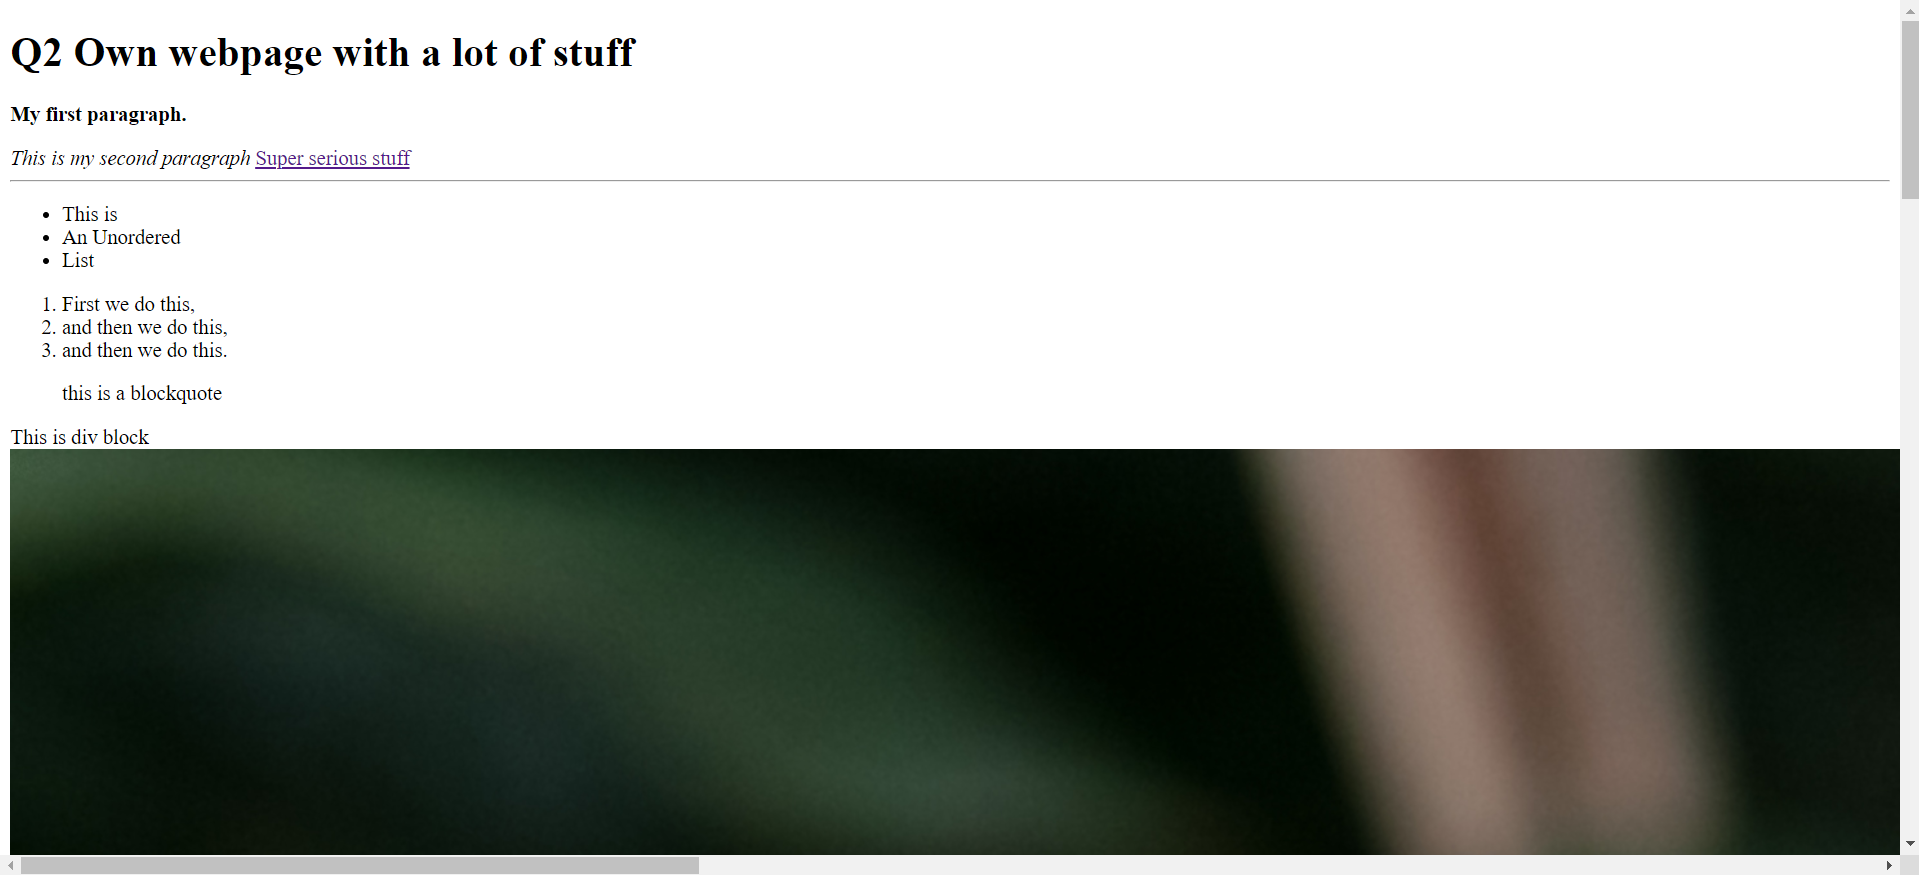 Q2 Own webpage with a lot of stuff
My first paragraph.
This is my second paragraph Super serious stuff
• This is
• An Unordered
• List
1. First we do this,
2. and then we do this,
3. and then we do this.
this is a blockquote
This is div block